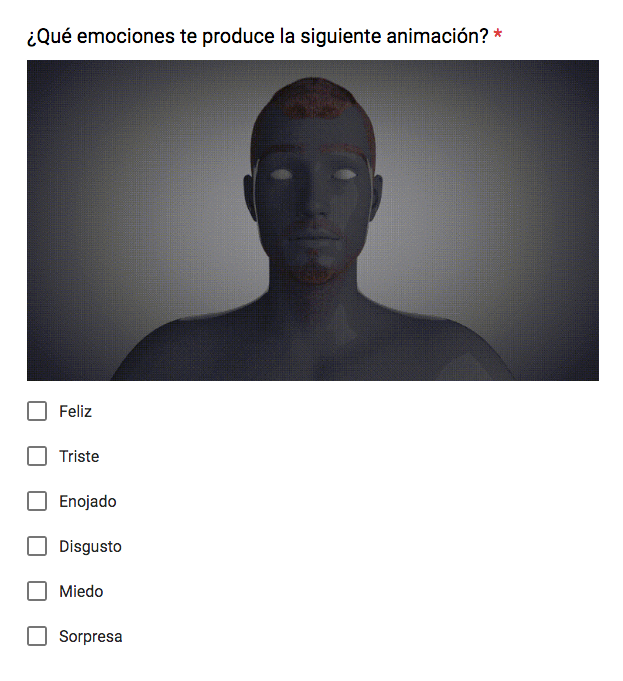 ¿Qué emociones te produce la siguiente animación? *
Feliz
Triste
Enojado
Disgusto
Miedo
Sorpresa